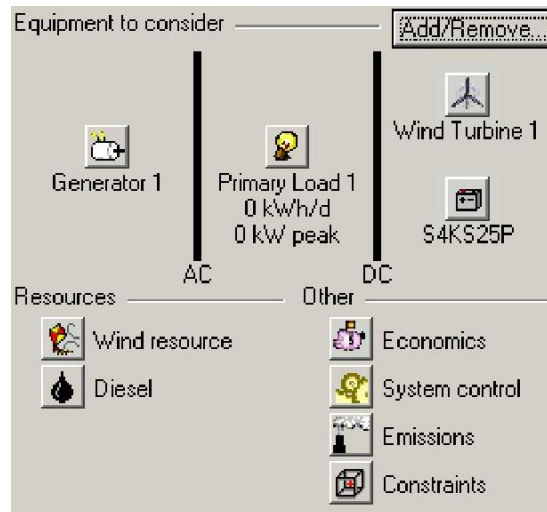 Equipment to consider
Add/Remove...
Wind Turbine 1
Generator 1
Primary Load 1
0 kWh/d
0 kW peak
S4KS25P
AC
DC
Resources
Other
Wind resource
Economics
Diesel
System control
Emissions
Constraints